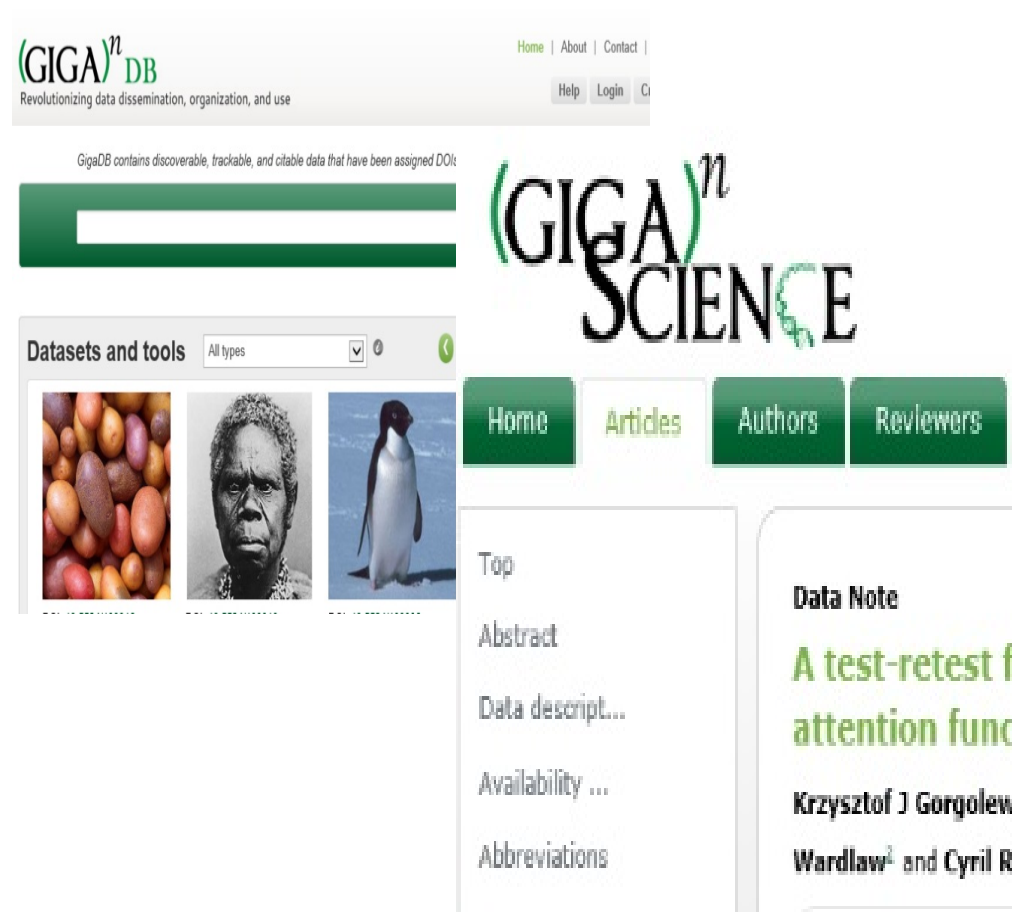 (GIGA)n DB
Revolutionizing data dissemination, organization, and use
Home | About | Contact |
Help Login
GigaDB contains discoverable, trackable, and citable data that have been assigned DOIs
Datasets and tools All types
(GIGA)n
SCIENCE
Home Articles Authors Reviewers
Top
Abstract
Data descript...
Availability ...
Abbreviations
Data Note
A test-retest f
attention func
Krzysztof J Gorgolew
Wardlaw2 and Cyril R